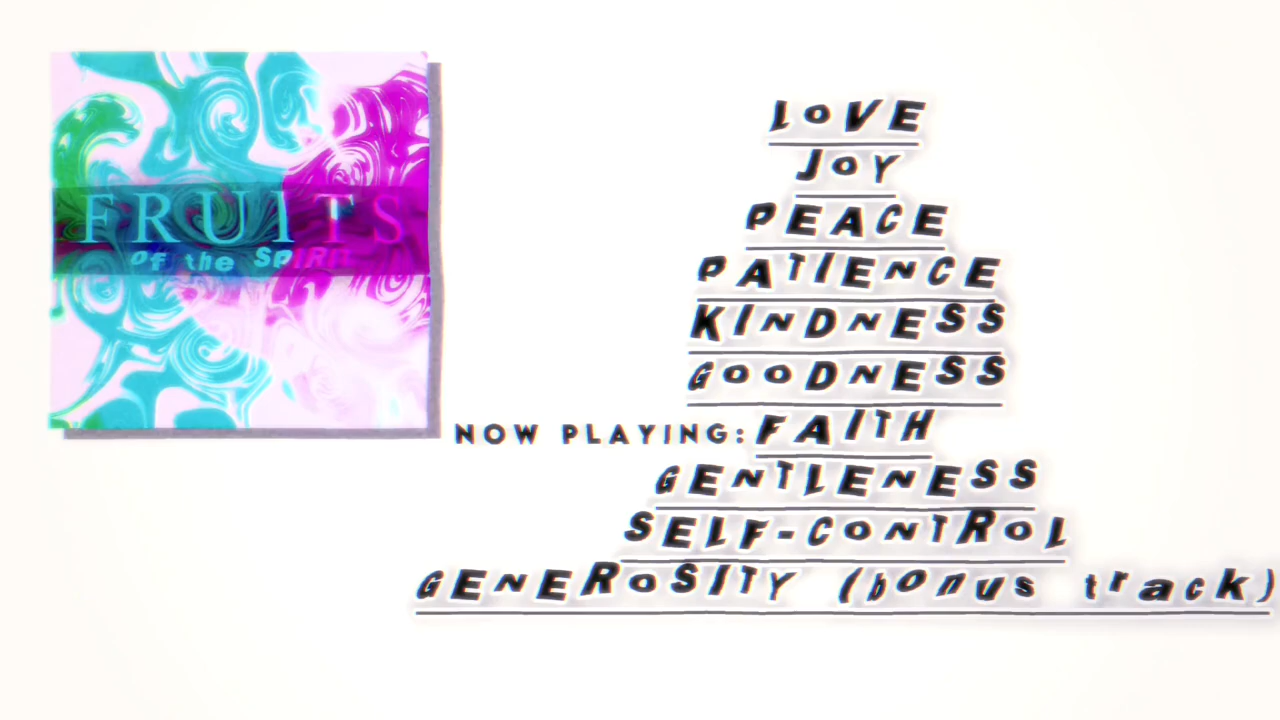 FRUITS
of the SPIRIT
LOVE
JOY
PEACE
PATIENCE
KINDNESS
GOODNESS
NOW PLAYING: FAITH
GENTLENESS
SELF-CONTROL
GENEROSITY (bonus track)